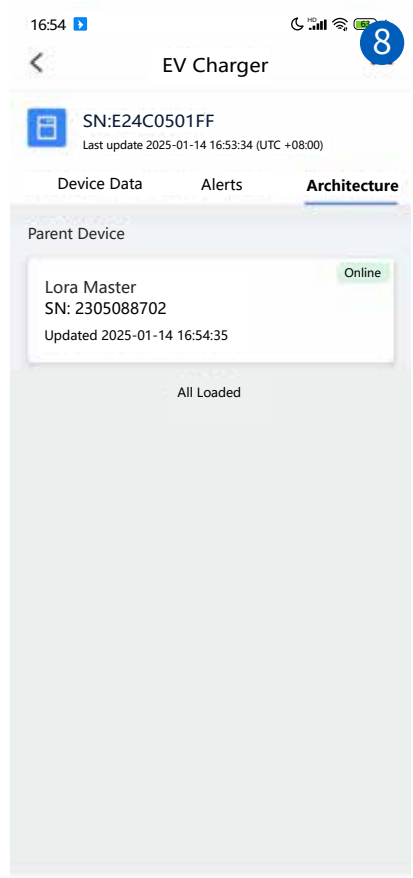 16:54
HD
63
8
EV Charger
SN:E24C0501FF
Last update 2025-01-14 16:53:34 (UTC +08:00)
Device Data Alerts Architecture
Parent Device
Online
Lora Master
SN: 2305088702
Updated 2025-01-14 16:54:35
All Loaded